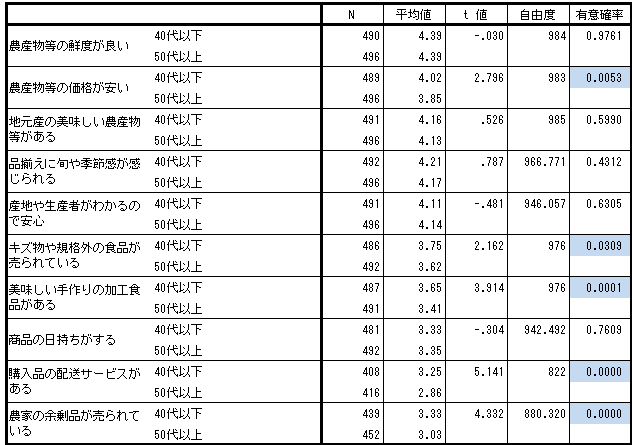 N 平均値 t 値 自由度 有意確率
農産物等の鮮度が良い 40代以下 490 4.39 -.030 984 0.9761
50代以上 496 4.39
農産物等の価格が安い 40代以下 489 4.02 2.796 983 0.0053
50代以上 496 3.85
地元産の美味しい農産物 40代以下 491 4.16 .526 985 0.5990
等がある 50代以上 496 4.13
品揃えに旬や季節感が感 40代以下 492 4.21 .787 966.771 0.4312
じられる 50代以上 496 4.17
産地や生産者がわかるの 40代以下 491 4.11 -.481 946.057 0.6305
で安心 50代以上 496 4.14
キズ物や規格外の食品が 40代以下 486 3.75 2.162 976 0.0309
売られている 50代以上 492 3.62
美味しい手作りの加工食 40代以下 487 3.65 3.914 976 0.0001
品がある 50代以上 491 3.41
商品の日持ちがする 40代以下 481 3.33 -.304 942.492 0.7609
50代以上 492 3.35
購入品の配送サービスが 40代以下 408 3.25 5.141 822 0.0000
ある 50代以上 416 2.86
農家の余剰品が売られて 40代以下 439 3.33 4.332 880.320 0.0000
いる 50代以上 452 3.03